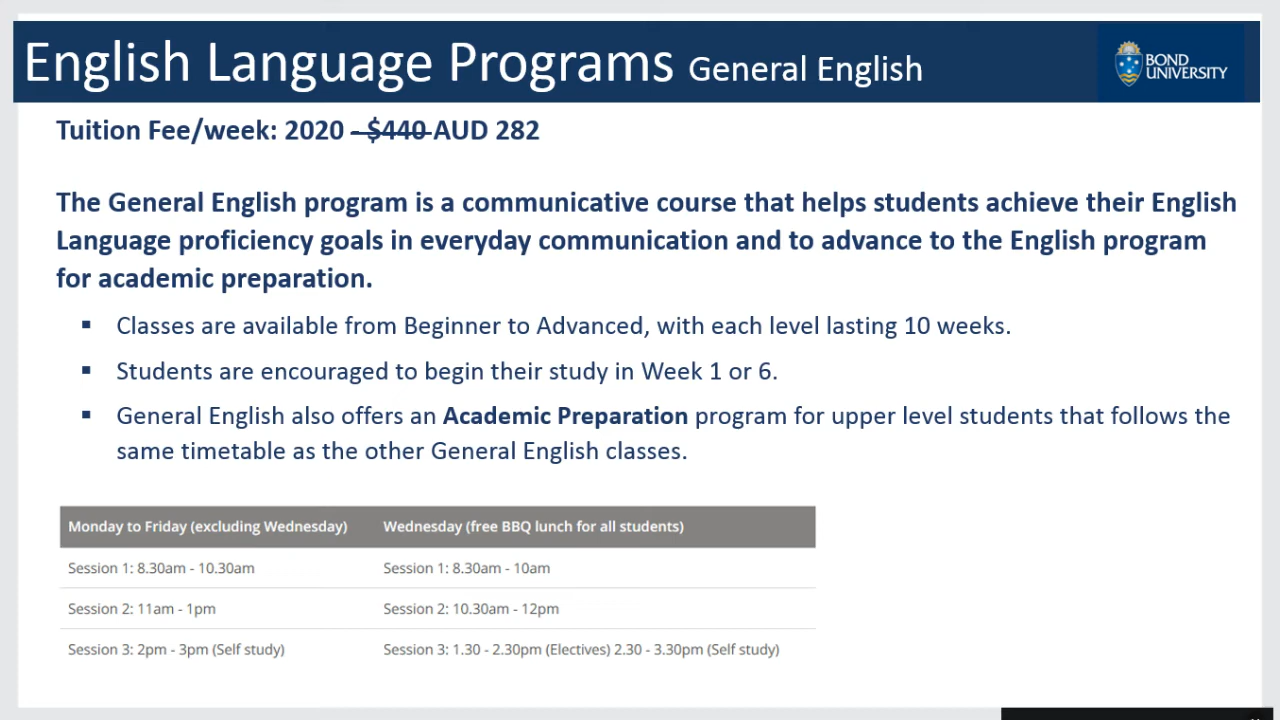 English Language Programs General English
BOND
UNIVERSITY
Tuition Fee/week: 2020 - $440 AUD 282
The General English program is a communicative course that helps students achieve their English
Language proficiency goals in everyday communication and to advance to the English program
for academic preparation.
▪ Classes are available from Beginner to Advanced, with each level lasting 10 weeks.
▪ Students are encouraged to begin their study in Week 1 or 6.
▪ General English also offers an Academic Preparation program for upper level students that follows the
same timetable as the other General English classes.
Monday to Friday (excluding Wednesday) Wednesday (free BBQ lunch for all students)
Session 1: 8.30am - 10.30am Session 1: 8.30am - 10am
Session 2: 11am - 1pm Session 2: 10.30am - 12pm
Session 3: 2pm - 3pm (Self study) Session 3: 1.30 - 2.30pm (Electives) 2.30 - 3.30pm (Self study)